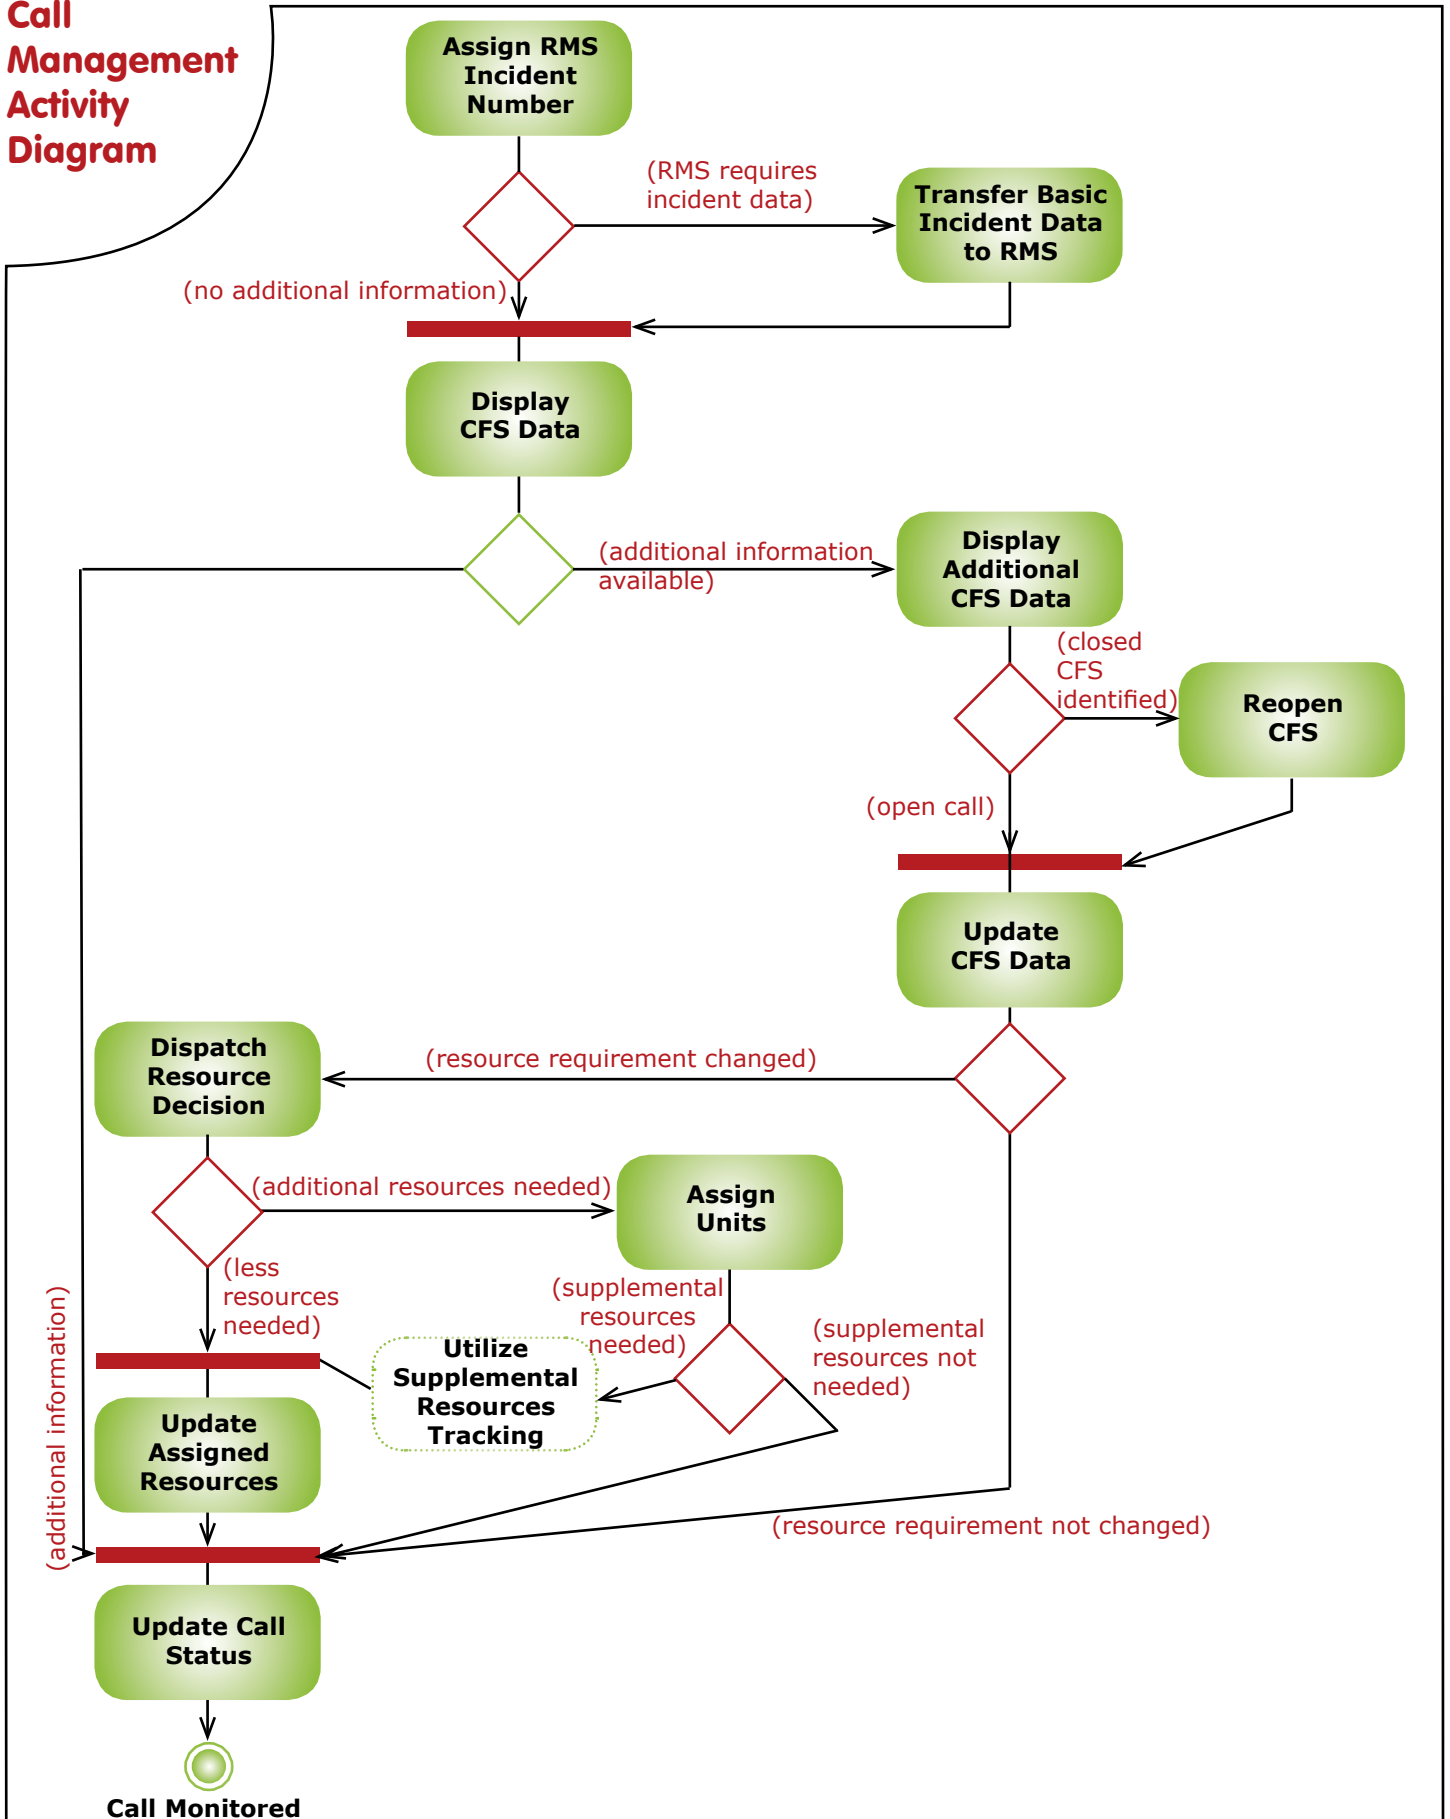 Call
Management
Activity
Diagram
Assign RMS
Incident
Number
(RMS requires
incident data)
Transfer Basic
Incident Data
to RMS
(no additional information)
Display
CFS Data
(additional information
available)
Display
Additional
CFS Data
(closed
CFS
identified)
Reopen
CFS
(open call)
Update
CFS Data
Dispatch
Resource
Decision
(resource requirement changed)
(additional resources needed)
Assign
Units
(less
resources
needed)
(supplemental
resources
needed)
(supplemental
resources not
needed)
Utilize
Supplemental
Resources
Tracking
Update
Assigned
Resources
(additional information)
(resource requirement not changed)
Update Call
Status
Call Monitored